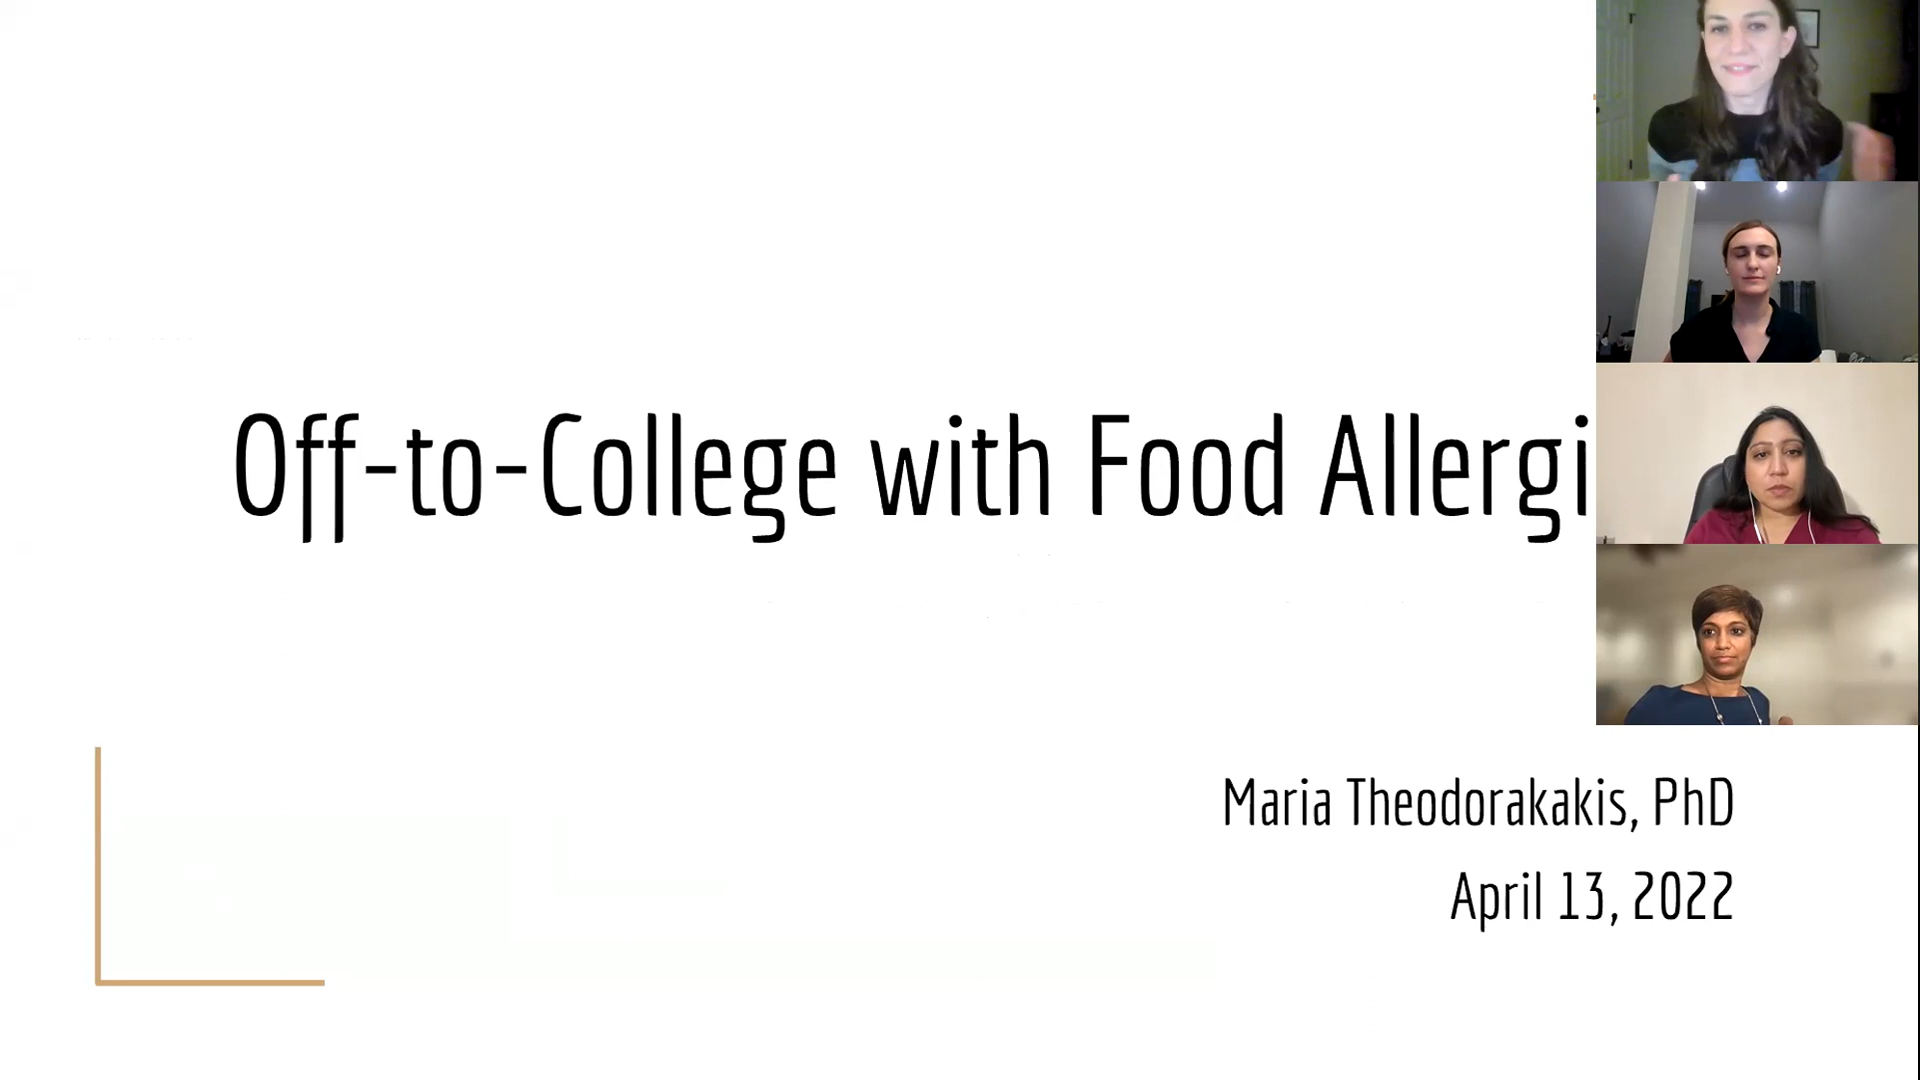 Off-to-College with Food Allergi
Maria Theodorakakis, PhD
April 13, 2022